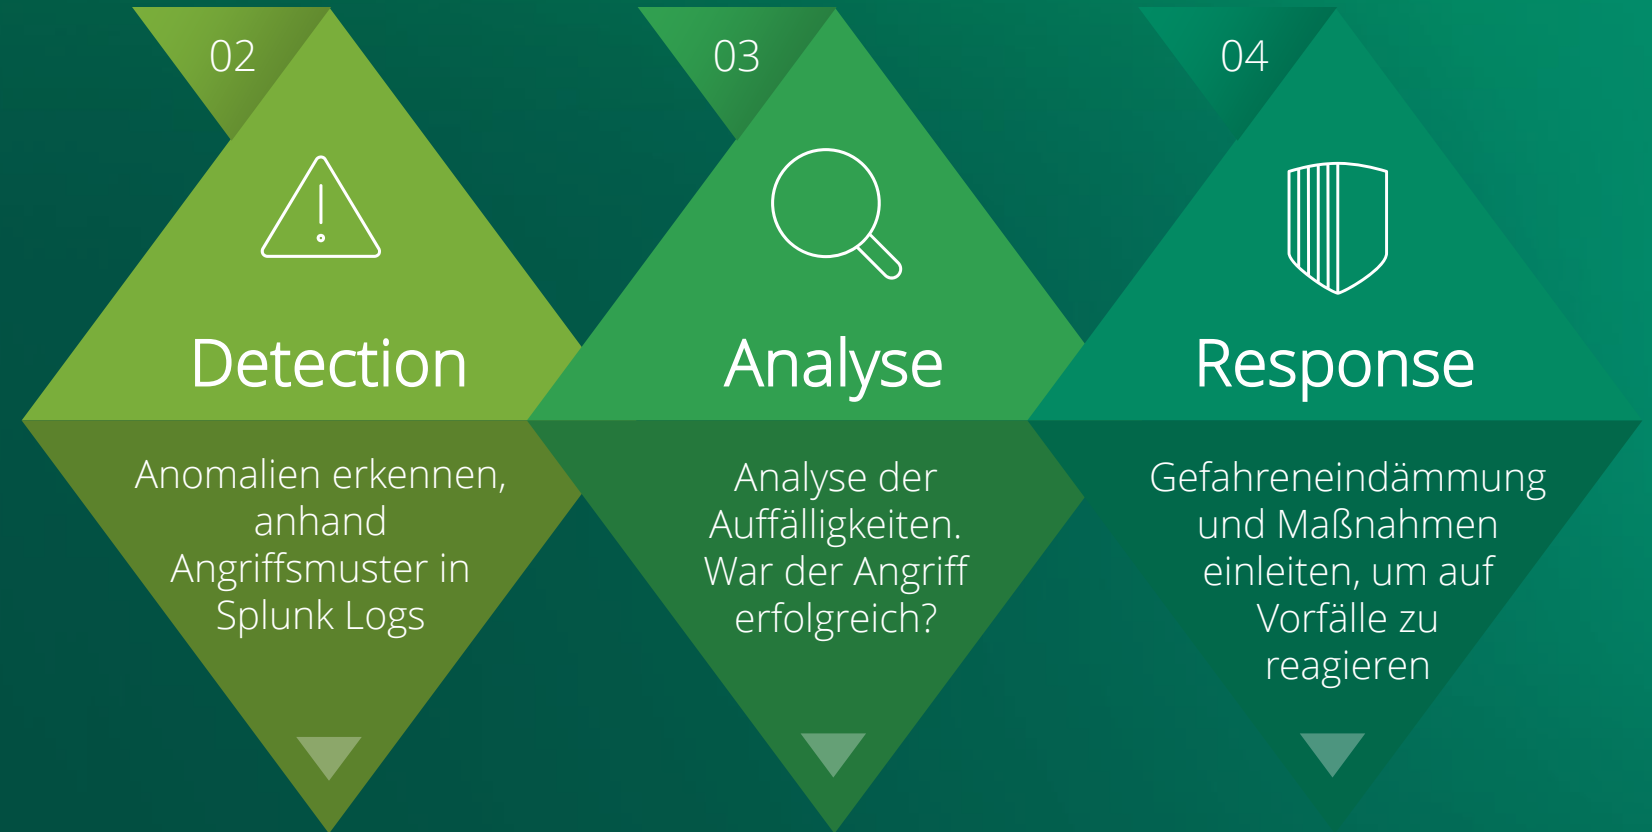 02
Detection
Anomalien erkennen,
anhand
Angriffsmuster in
Splunk Logs
03
Analyse
Analyse der
Auffälligkeiten.
War der Angriff
erfolgreich?
04
Response
Gefahreneindämmung
und Maßnahmen
einleiten, um auf
Vorfälle zu
reagieren